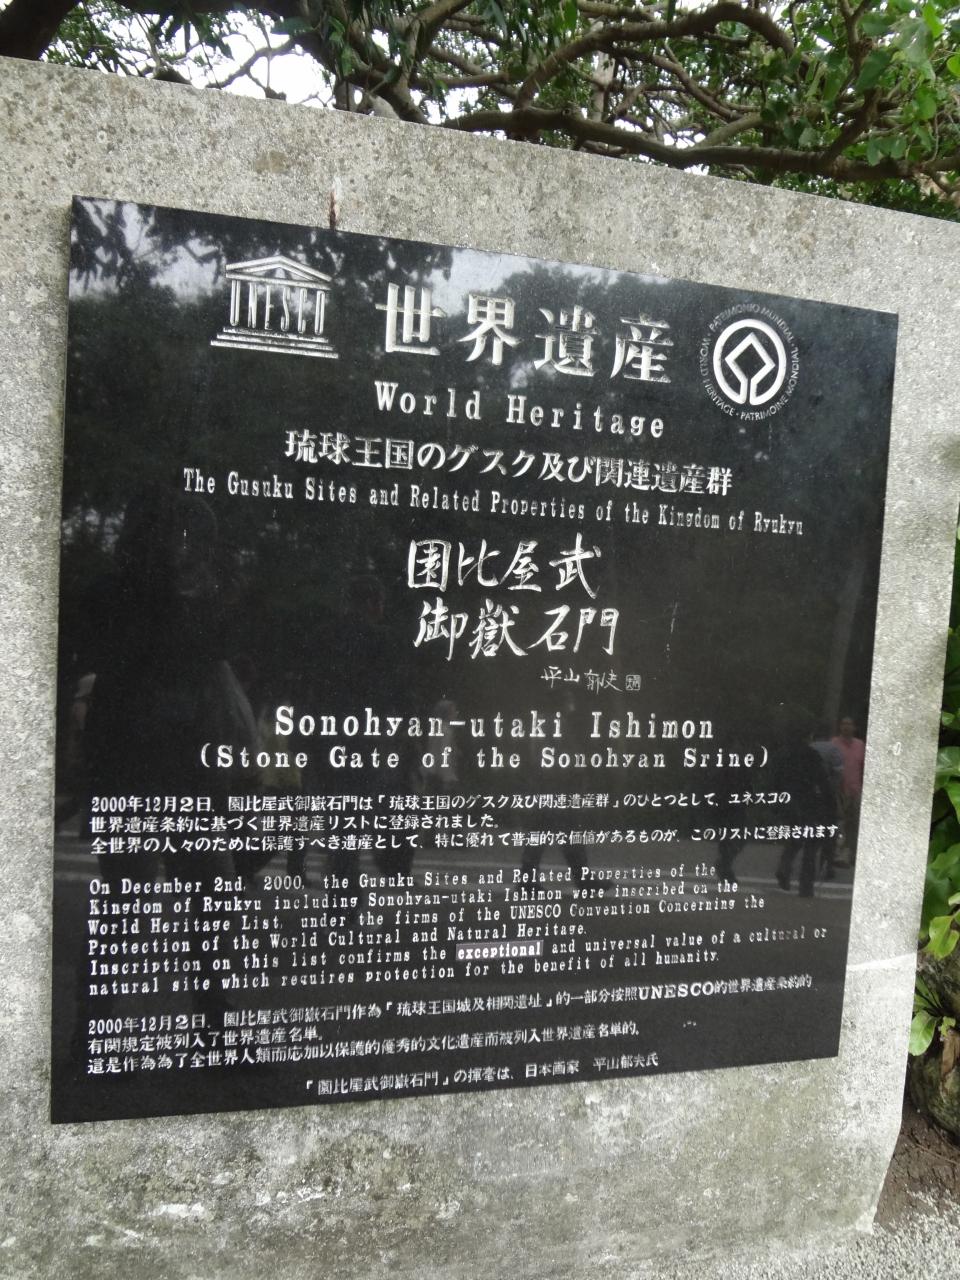 UNESCO
世界遺産
PATRIMONIO MUNDIAL · WORLD HERITAGE · PATRIMOINE MONDIAL
World Heritage
琉球王国のグスク及び関連遺産群
The Gusuku Sites and Related Properties of the Kingdom of Ryukyu
園比屋武
御嶽石門
平山郁夫
Sonohyan-utaki Ishimon
(Stone Gate of the Sonohyan Srine)
2000年12月2日、園比屋武御嶽石門は「琉球王国のグスク及び関連遺産群」のひとつとして、ユネスコの
世界遺産条約に基づく世界遺産リストに登録されました。
全世界の人々のために保護すべき遺産として、特に優れて普遍的な価値があるものが、このリストに登録されます。
On December 2nd, 2000, the Gusuku Sites and Related Properties of the
Kingdom of Ryukyu including Sonohyan-utaki Ishimon were inscribed on the
World Heritage List, under the firms of the UNESCO Convention Concerning the
Protection of the World Cultural and Natural Heritage.
Inscription on this list confirms the exceptional and universal value of a cultural or
natural site which requires protection for the benefit of all humanity.
2000年12月2日、園比屋武御嶽石門作為「琉球王国城及相関遺址」的一部分按照UNESCO的世界遺産条約的
有関規定被列入了世界遺産名単。
這是作為為了全世界人類而応加以保護的優秀的文化遺産而被列入世界遺産名単的。
「園比屋武御嶽石門」の揮毫は、日本画家 平山郁夫氏